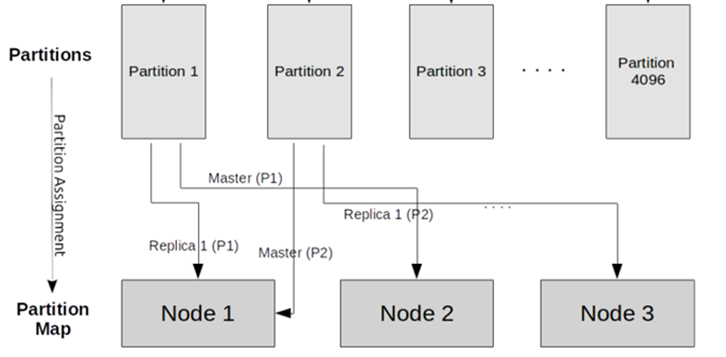 Partitions
Partition 1
Partition 2
Partition 3
. . . .
Partition
4096
Partition Assignment
Master (P1)
Replica 1 (P2)
. . . .
Replica 1 (P1)
Master (P2)
Partition
Map
Node 1
Node 2
Node 3